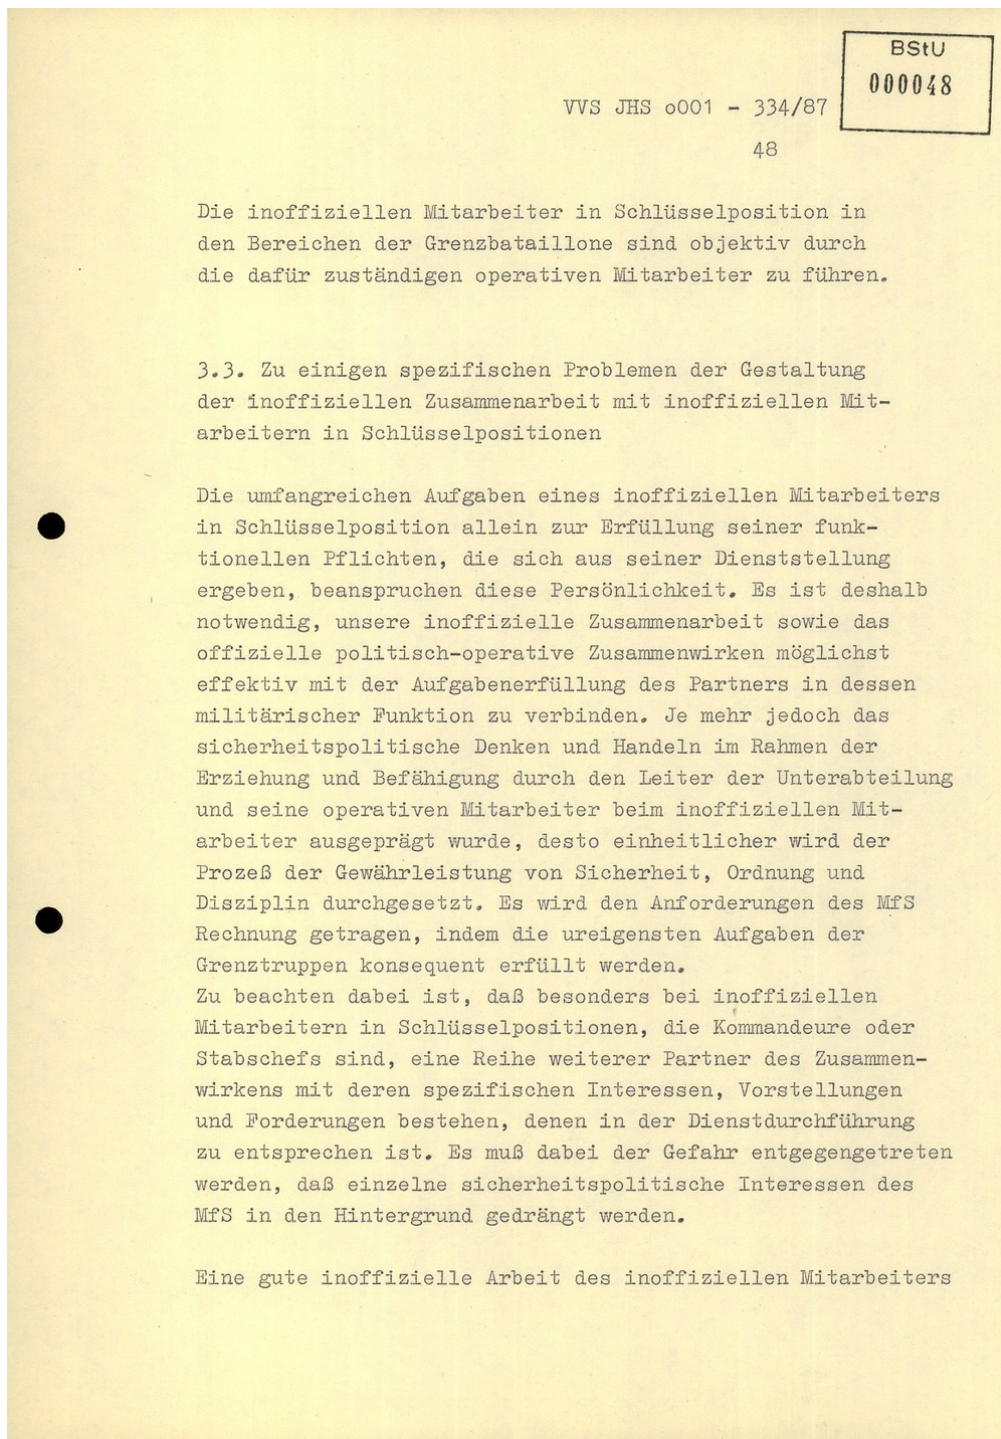 BStU
000048
VVS JHS o001 - 334/87
48
Die inoffiziellen Mitarbeiter in Schlüsselposition in
den Bereichen der Grenzbataillone sind objektiv durch
die dafür zuständigen operativen Mitarbeiter zu führen.
3.3. Zu einigen spezifischen Problemen der Gestaltung
der inoffiziellen Zusammenarbeit mit inoffiziellen Mit-
arbeitern in Schlüsselpositionen
Die umfangreichen Aufgaben eines inoffiziellen Mitarbeiters
in Schlüsselposition allein zur Erfüllung seiner funk-
tionellen Pflichten, die sich aus seiner Dienststellung
ergeben, beanspruchen diese Persönlichkeit. Es ist deshalb
notwendig, unsere inoffizielle Zusammenarbeit sowie das
offizielle politisch-operative Zusammenwirken möglichst
effektiv mit der Aufgabenerfüllung des Partners in dessen
militärischer Funktion zu verbinden. Je mehr jedoch das
sicherheitspolitische Denken und Handeln im Rahmen der
Erziehung und Befähigung durch den Leiter der Unterabteilung
und seine operativen Mitarbeiter beim inoffiziellen Mit-
arbeiter ausgeprägt wurde, desto einheitlicher wird der
Prozeß der Gewährleistung von Sicherheit, Ordnung und
Disziplin durchgesetzt. Es wird den Anforderungen des MfS
Rechnung getragen, indem die ureigensten Aufgaben der
Grenztruppen konsequent erfüllt werden.
Zu beachten dabei ist, daß besonders bei inoffiziellen
Mitarbeitern in Schlüsselpositionen, die Kommandeure oder
Stabschefs sind, eine Reihe weiterer Partner des Zusammen-
wirkens mit deren spezifischen Interessen, Vorstellungen
und Forderungen bestehen, denen in der Dienstdurchführung
zu entsprechen ist. Es muß dabei der Gefahr entgegengetreten
werden, daß einzelne sicherheitspolitische Interessen des
MfS in den Hintergrund gedrängt werden.
Eine gute inoffizielle Arbeit des inoffiziellen Mitarbeiters